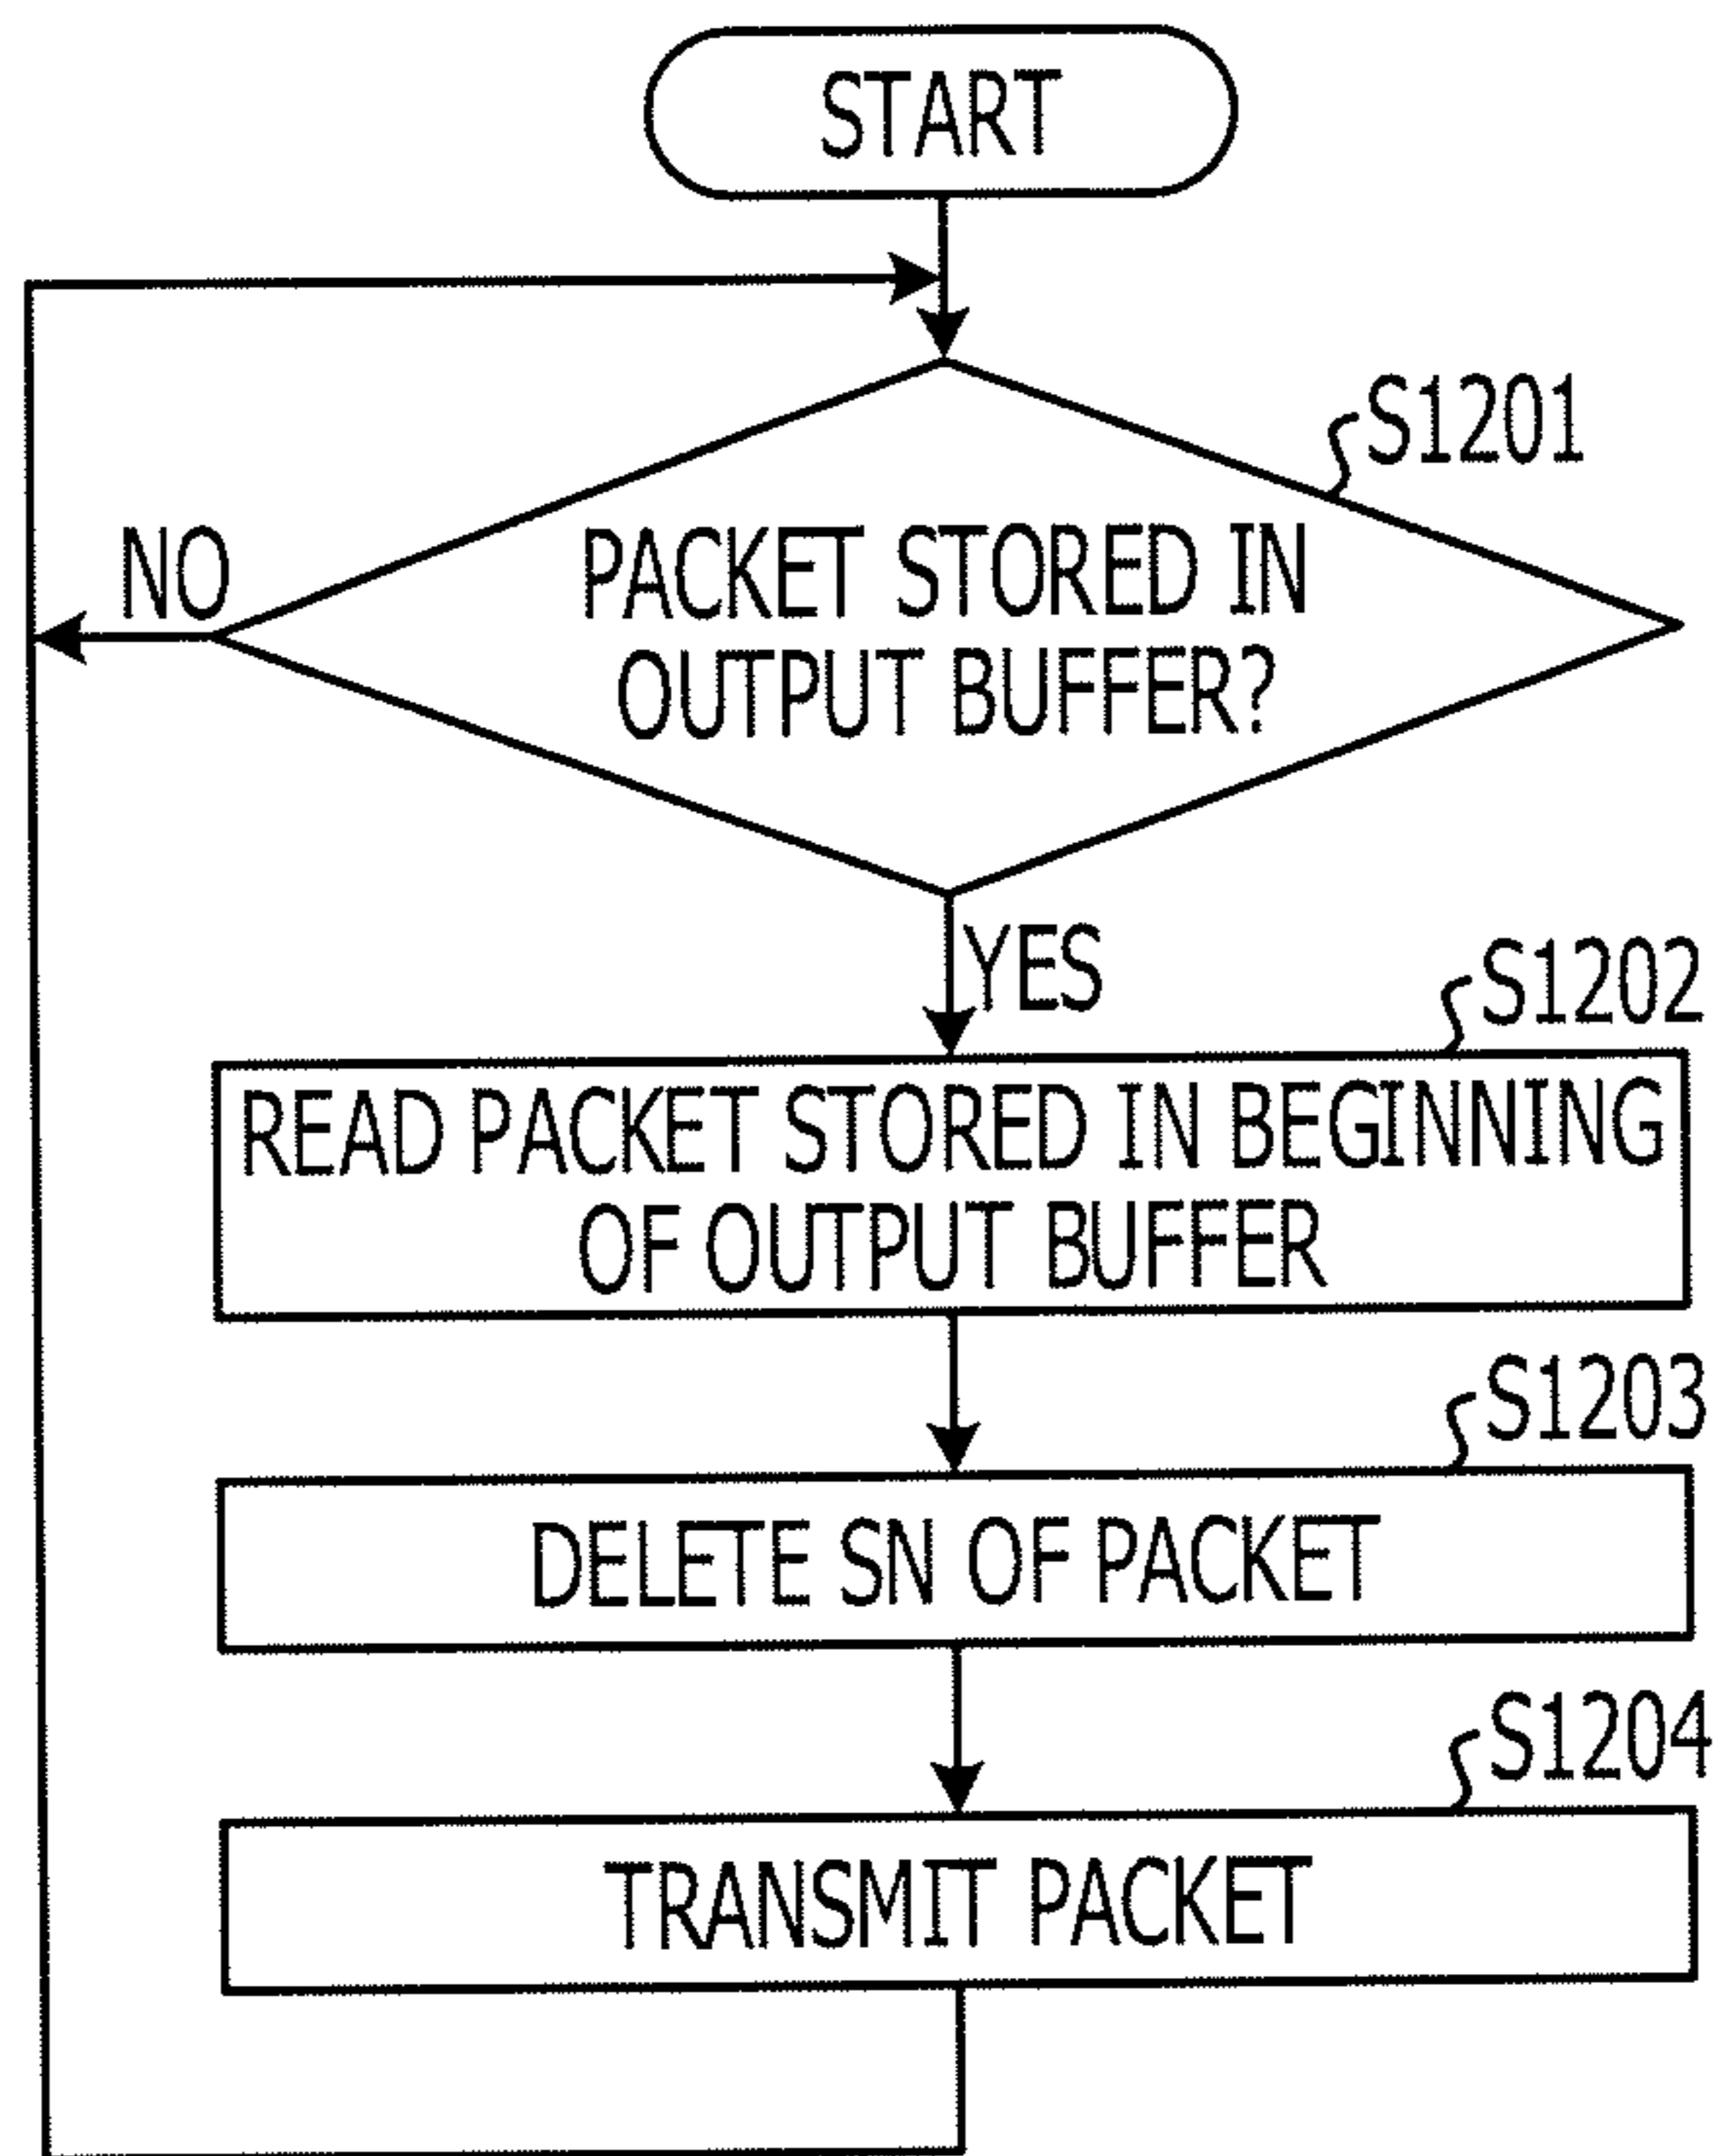 START
S1201
NO
PACKET STORED IN
OUTPUT BUFFER?
YES
S1202
READ PACKET STORED IN BEGINNING
OF OUTPUT BUFFER
S1203
DELETE SN OF PACKET
S1204
TRANSMIT PACKET